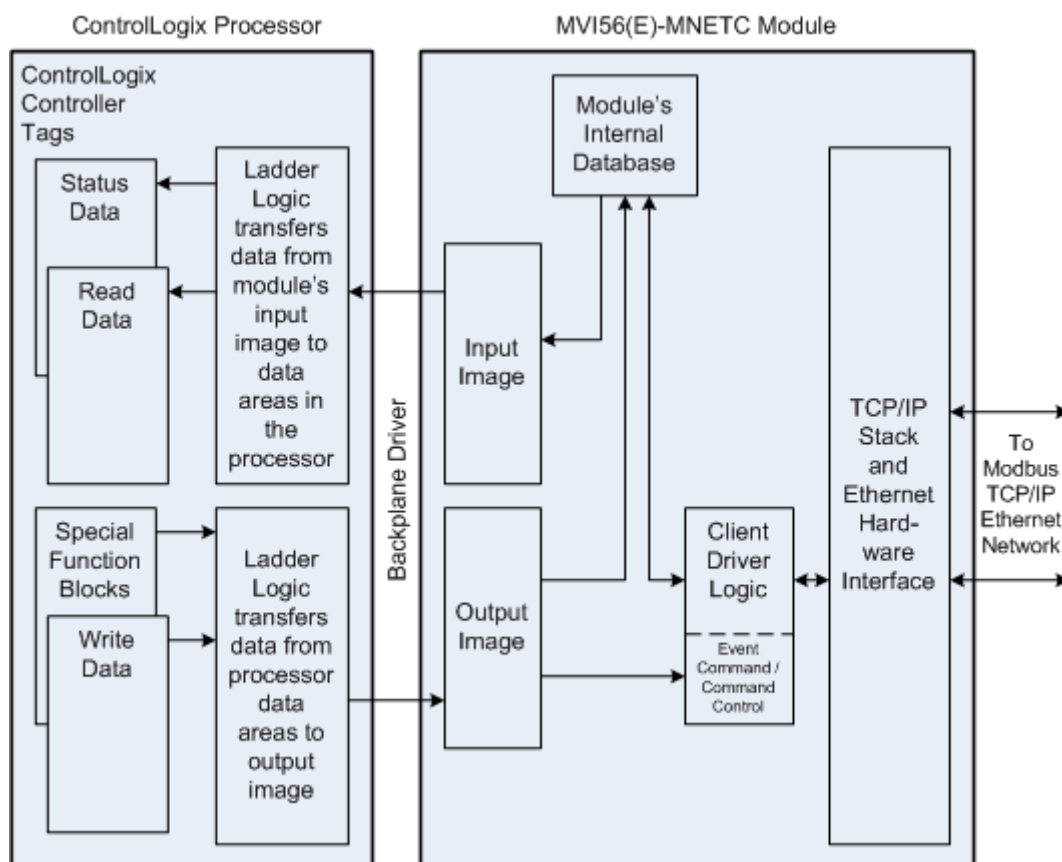 ControlLogix Processor
MVI56(E)-MNETC Module
ControlLogix
Controller
Tags
Status
Data
Read
Data
Ladder
Logic
transfers
data from
module's
input
image to
data
areas in
the
processor
Special
Function
Blocks
Write
Data
Ladder
Logic
transfers
data from
processor
data
areas to
output
image
Backplane Driver
Module's
Internal
Database
Input
Image
Output
Image
Client
Driver
Logic
Event
Command /
Command
Control
TCP/IP
Stack
and
Ethernet
Hard-
ware
Interface
To
Modbus
TCP/IP
Ethernet
Network